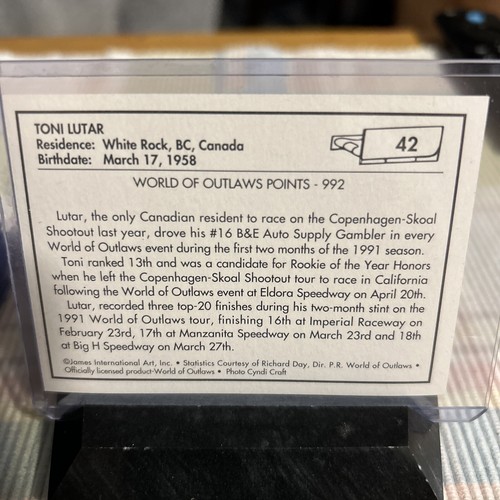 TONI LUTAR
Residence: White Rock, BC, Canada
Birthdate: March 17, 1958
42
WORLD OF OUTLAWS POINTS - 992
Lutar, the only Canadian resident to race on the Copenhagen-Skoal
Shootout last year, drove his #16 B&E Auto Supply Gambler in every
World of Outlaws event during the first two months of the 1991 season.
Toni ranked 13th and was a candidate for Rookie of the Year Honors
when he left the Copenhagen-Skoal Shootout tour to race in California
following the World of Outlaws event at Eldora Speedway on April 20th.
Lutar, recorded three top-20 finishes during his two-month stint on the
1991 World of Outlaws tour, finishing 16th at Imperial Raceway on
February 23rd, 17th at Manzanita Speedway on March 23rd and 18th
at Big H Speedway on March 27th.
©James International Art, Inc. • Statistics Courtesy of Richard Day, Dir. P.R. World of Outlaws •
Officially licensed product-World of Outlaws • Photo Cyndi Craft